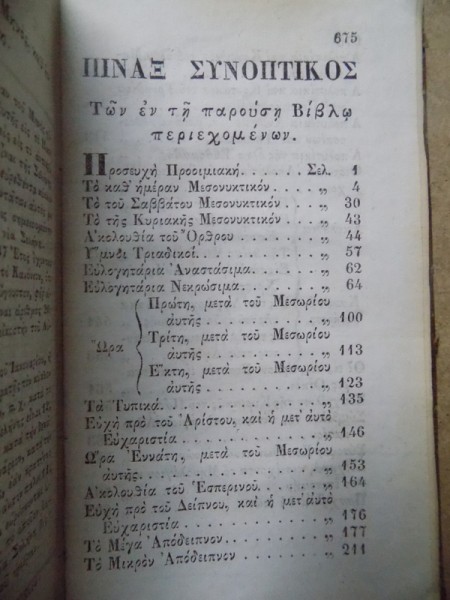 675
ΠΙΝΑΞ ΣΥΝΟΠΤΙΚΟΣ
Τῶν ἐν τῇ παρούσῃ Βίβλῳ
περιεχομένων.
Προσευχὴ Προοιμιακή...... Σελ. 1
Τὸ καθ' ἡμέραν Μεσονυκτικόν.... „ 4
Τὸ τοῦ Σαββάτου Μεσονυκτικόν... „ 30
Τὸ τῆς Κυριακῆς Μεσονυκτικόν... „ 43
Ἀκολουθία τοῦ Ὄρθρου....... „ 44
Ὕμνοι Τριαδικοί.......... „ 57
Εὐλογητάρια Ἀναστάσιμα...... „ 62
Εὐλογητάρια Νεκρώσιμα....... „ 64
Πρώτη, μετὰ τοῦ Μεσωρίου
αὐτῆς.......... „ 100
Ὥρα Τρίτη, μετὰ τοῦ Μεσωρίου
αὐτῆς.......... „ 113
Ἕκτη, μετὰ τοῦ Μεσωρίου
αὐτῆς.......... „ 123
Τὰ Τυπικά............. „ 135
Εὐχὴ πρὸ τοῦ Ἀρίστου, καὶ ἡ μετ' αὐτὸ
Εὐχαριστία........... „ 146
Ὥρα Ἐννάτη, μετὰ τοῦ Μεσωρίου
αὐτῆς............. „ 153
Ἀκολουθία τοῦ Ἑσπερινοῦ...... „ 164
Εὐχὴ πρὸ τοῦ Δείπνου, καὶ ἡ μετ' αὐτὸ
Εὐχαριστία........... „ 176
Τὸ Μέγα Ἀπόδειπνον........ „ 177
Τὸ Μικρὸν Ἀπόδειπνον....... „ 211